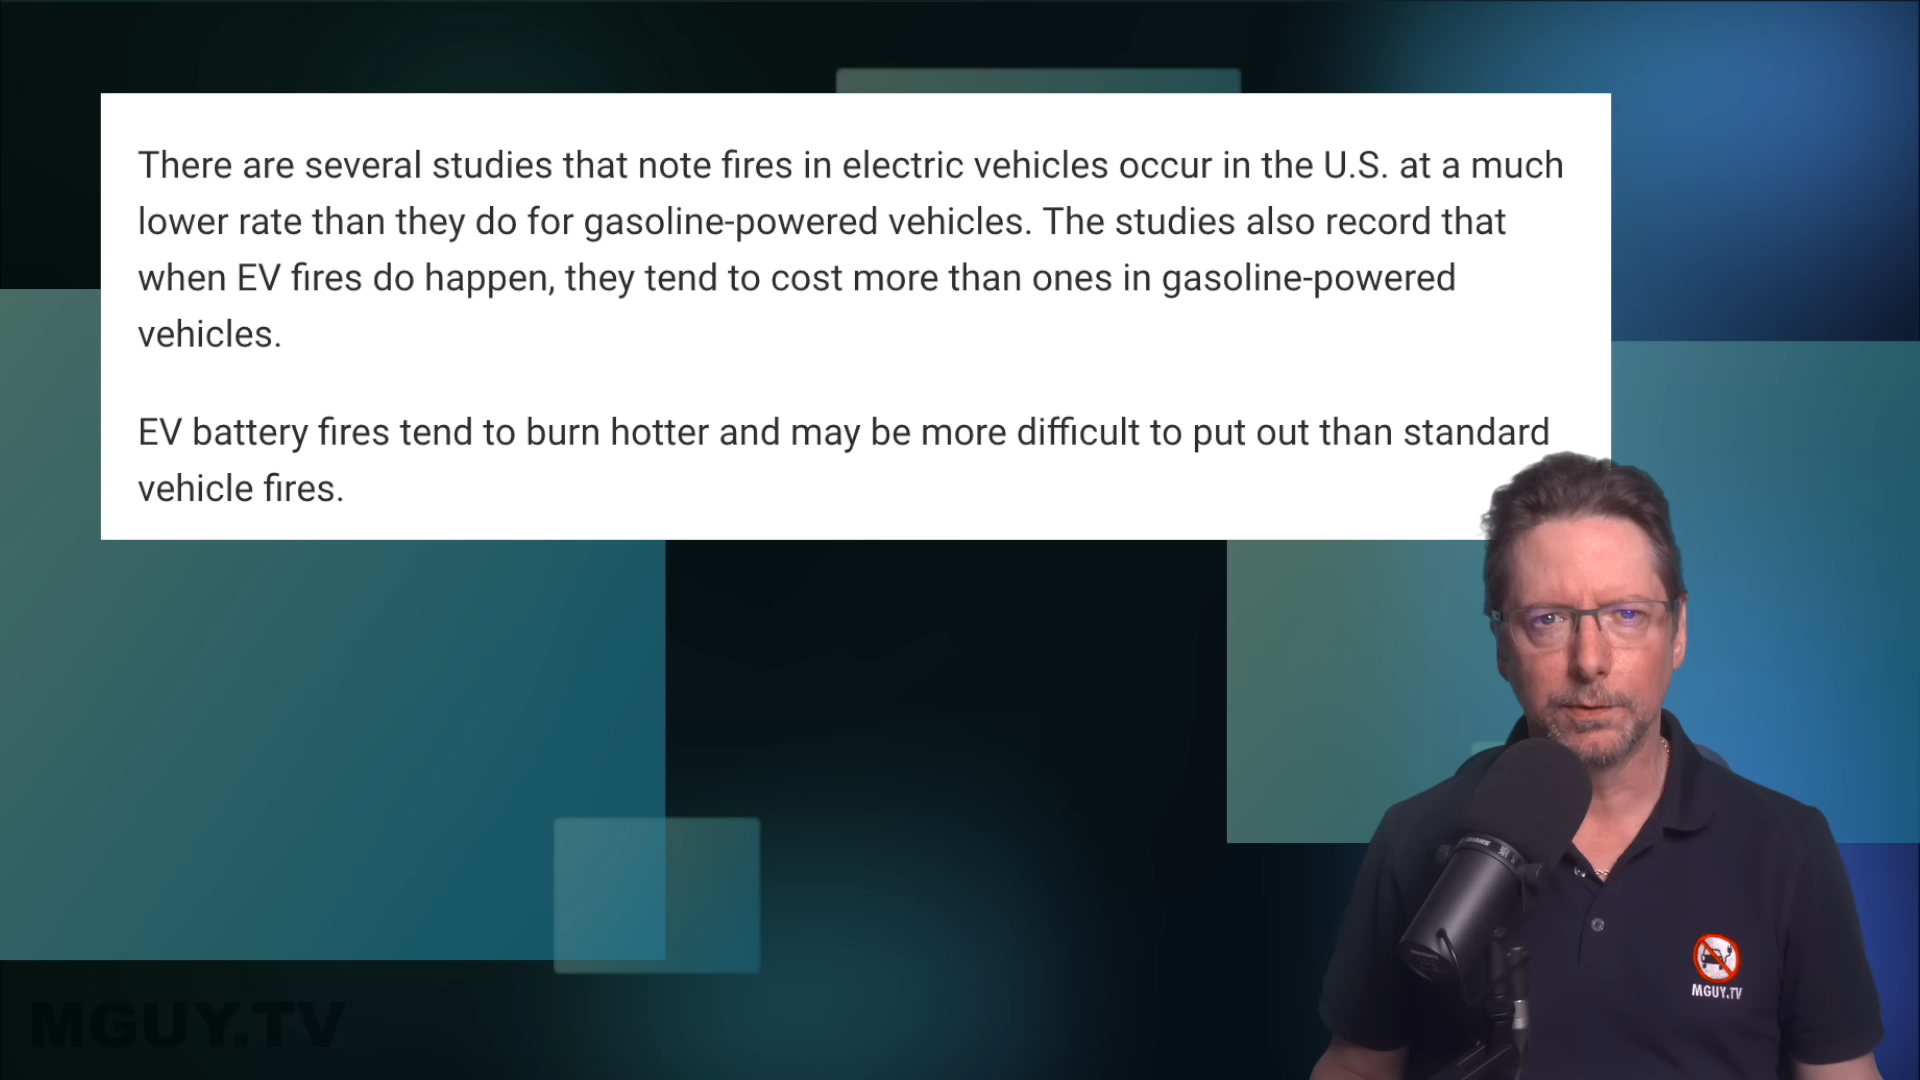 There are several studies that note fires in electric vehicles occur in the U.S. at a much
lower rate than they do for gasoline-powered vehicles. The studies also record that
when EV fires do happen, they tend to cost more than ones in gasoline-powered
vehicles.
EV battery fires tend to burn hotter and may be more difficult to put out than standard
vehicle fires.
MGUY.TV
MGUY.TV